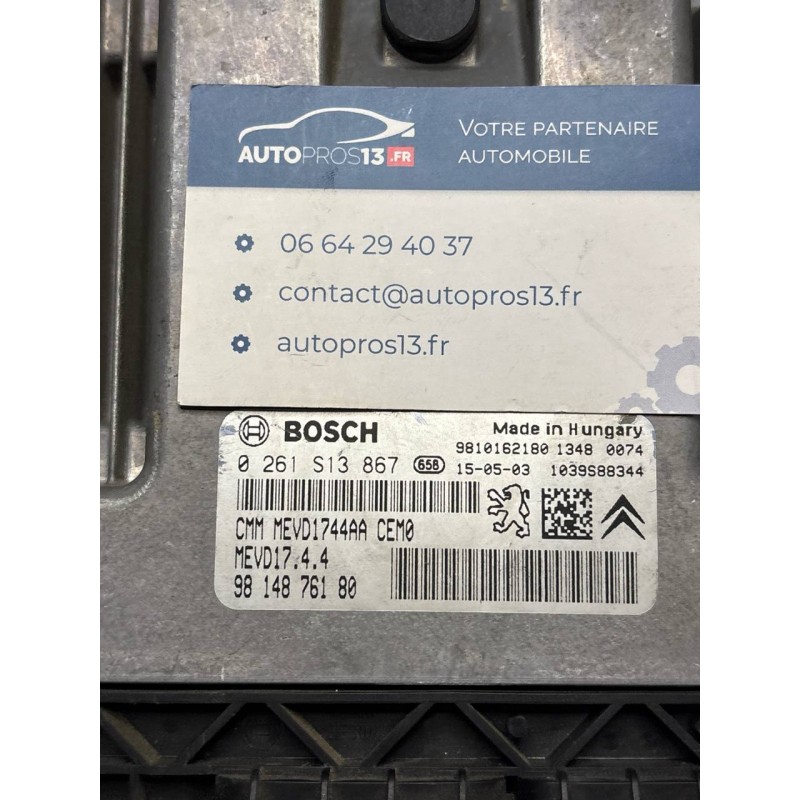 AUTOPROS13.FR
VOTRE PARTENAIRE
AUTOMOBILE
06 64 29 40 37
contact@autopros13.fr
autopros13.fr
BOSCH
Made in Hungary
9810162180 1348 0074
0 261 S13 867 658 15-05-03 1039S88344
CMM MEVD1744AA CEM0
MEVD17.4.4
98 148 761 80